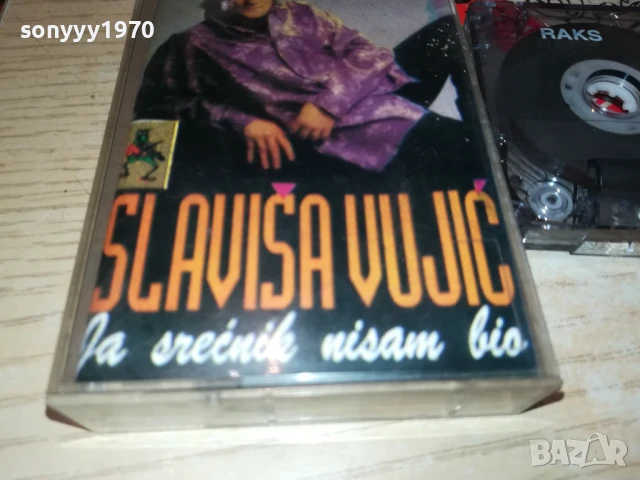 sonyyy1970
RAKS
SLAVIŠA VUJIĆ
Ja srećnik nisam bio
BAZAR